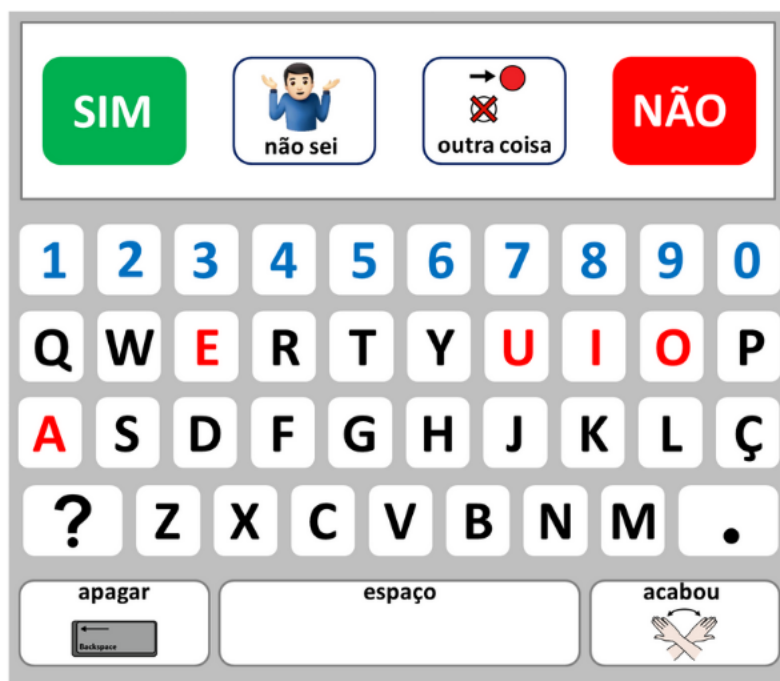 SIM não sei outra coisa NÃO
1 2 3 4 5 6 7 8 9 0
Q W E R T Y U I O P
A S D F G H J K L Ç
? Z X C V B N M .
apagar espaço acabou
Backspace